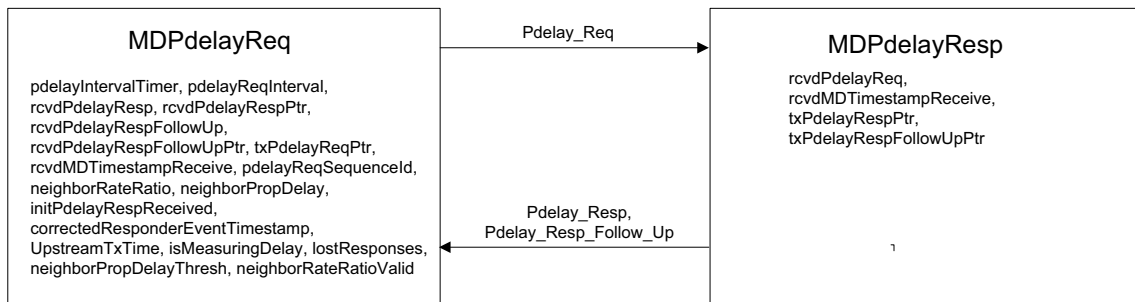 MDPdelayReq
pdelayIntervalTimer, pdelayReqInterval,
rcvdPdelayResp, rcvdPdelayRespPtr,
rcvdPdelayRespFollowUp,
rcvdPdelayRespFollowUpPtr, txPdelayReqPtr,
rcvdMDTimestampReceive, pdelayReqSequenceId,
neighborRateRatio, neighborPropDelay,
initPdelayRespReceived,
correctedResponderEventTimestamp,
UpstreamTxTime, isMeasuringDelay, lostResponses,
neighborPropDelayThresh, neighborRateRatioValid
Pdelay_Req
Pdelay_Resp,
Pdelay_Resp_Follow_Up
MDPdelayResp
rcvdPdelayReq,
rcvdMDTimestampReceive,
txPdelayRespPtr,
txPdelayRespFollowUpPtr